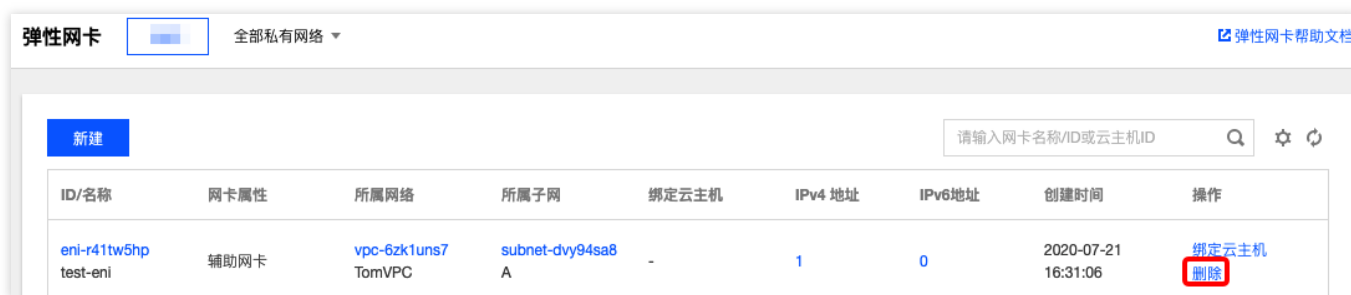 弹性网卡 全部私有网络 弹性网卡帮助文档
新建 请输入网卡名称/ID或云主机ID
ID/名称 网卡属性 所属网络 所属子网 绑定云主机 IPv4 地址 IPv6地址 创建时间 操作
eni-r41tw5hp vpc-6zk1uns7 subnet-dvy94sa8 2020-07-21 绑定云主机
辅助网卡 - 1 0
test-eni TomVPC A 16:31:06 删除